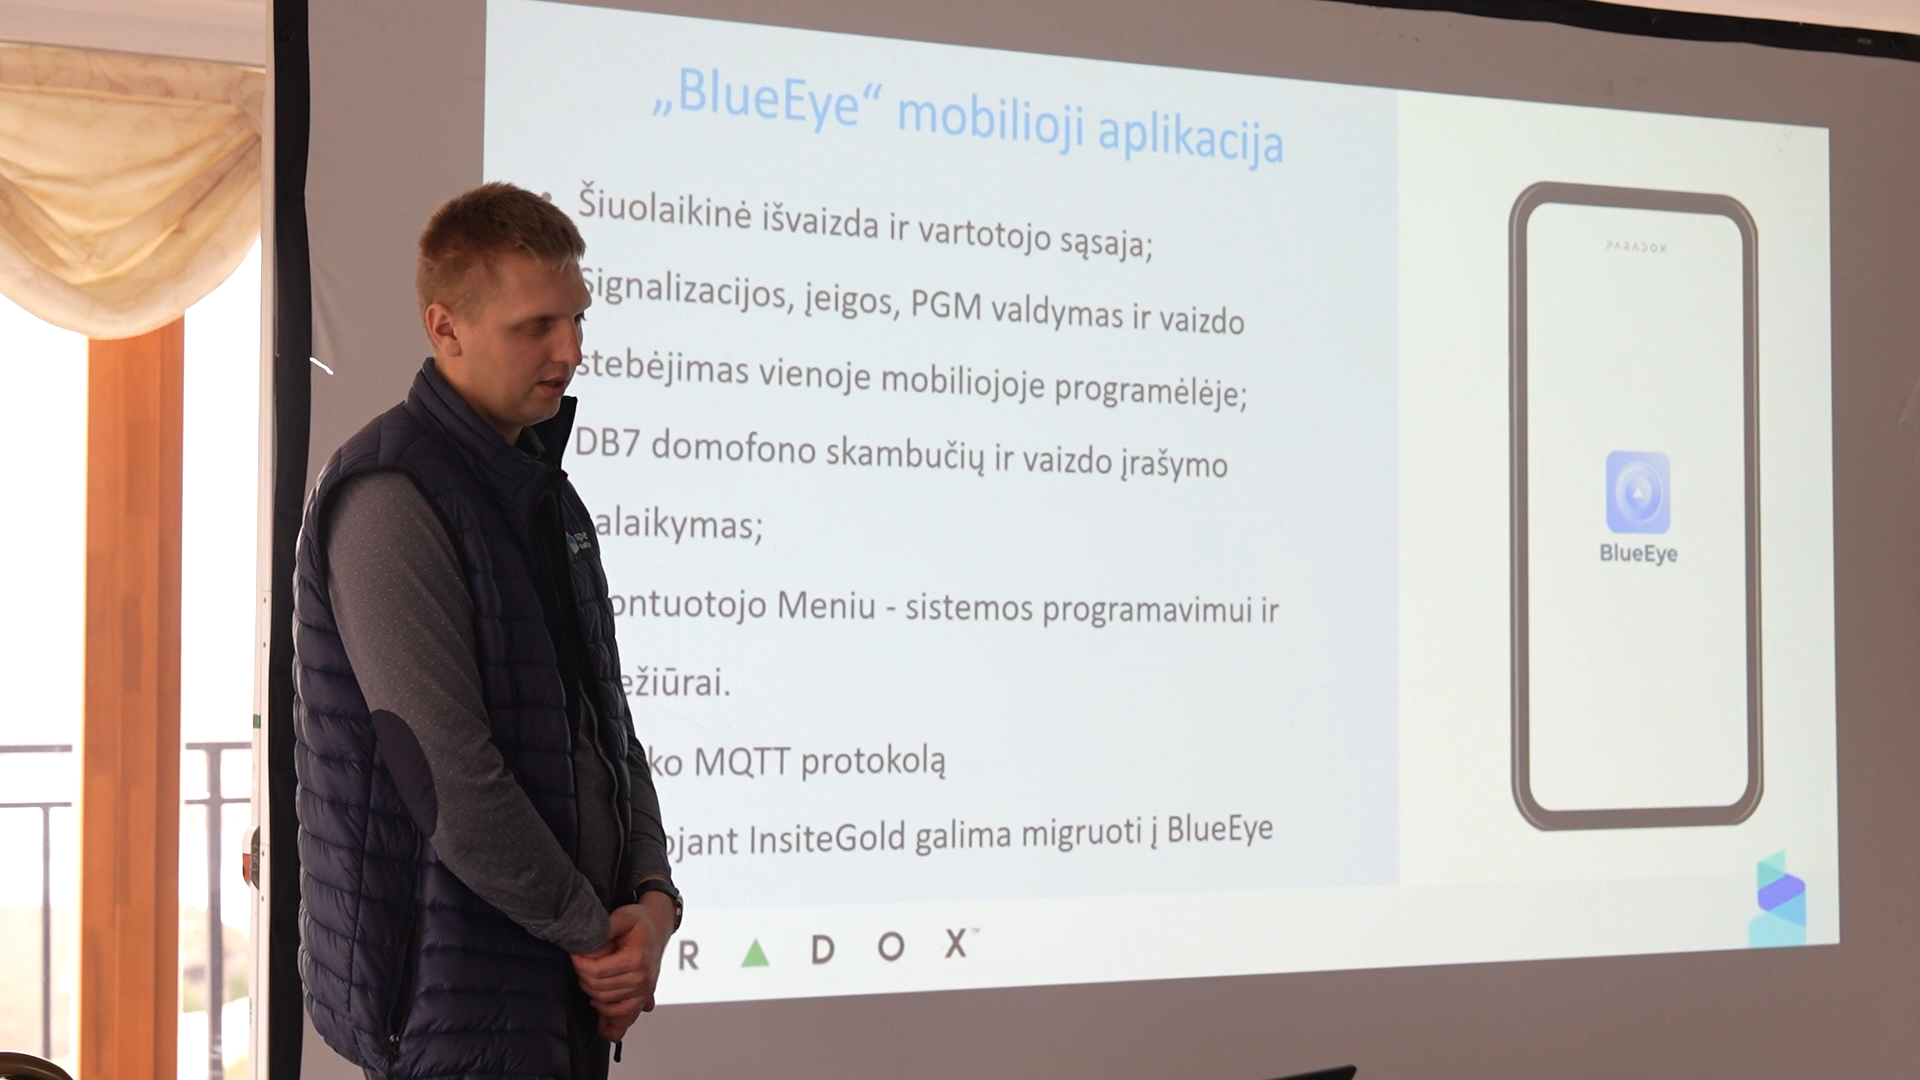 „BlueEye“ mobilioji aplikacija
Šiuolaikinė išvaizda ir vartotojo sąsaja;
Signalizacijos, įeigos, PGM valdymas ir vaizdo
stebėjimas vienoje mobiliojoje programėlėje;
DB7 domofono skambučių ir vaizdo įrašymo
alaikymas;
ontuotojo Meniu - sistemos programavimui ir
ežiūrai.
ko MQTT protokolą
ojant InsiteGold galima migruoti į BlueEye
PARADOX
BlueEye
R A D O X™